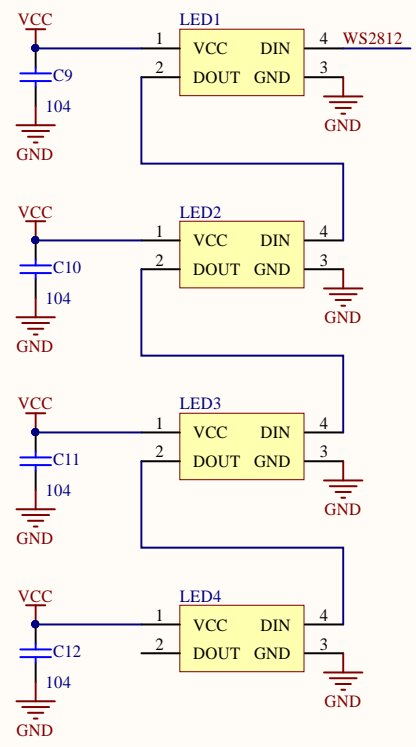 VCC
LED1
1 VCC DIN 4 WS2812
2 DOUT GND 3
C9
104
GND
GND
VCC
LED2
1 VCC DIN 4
2 DOUT GND 3
C10
104
GND
GND
VCC
LED3
1 VCC DIN 4
2 DOUT GND 3
C11
104
GND
GND
VCC
LED4
1 VCC DIN 4
2 DOUT GND 3
C12
104
GND
GND